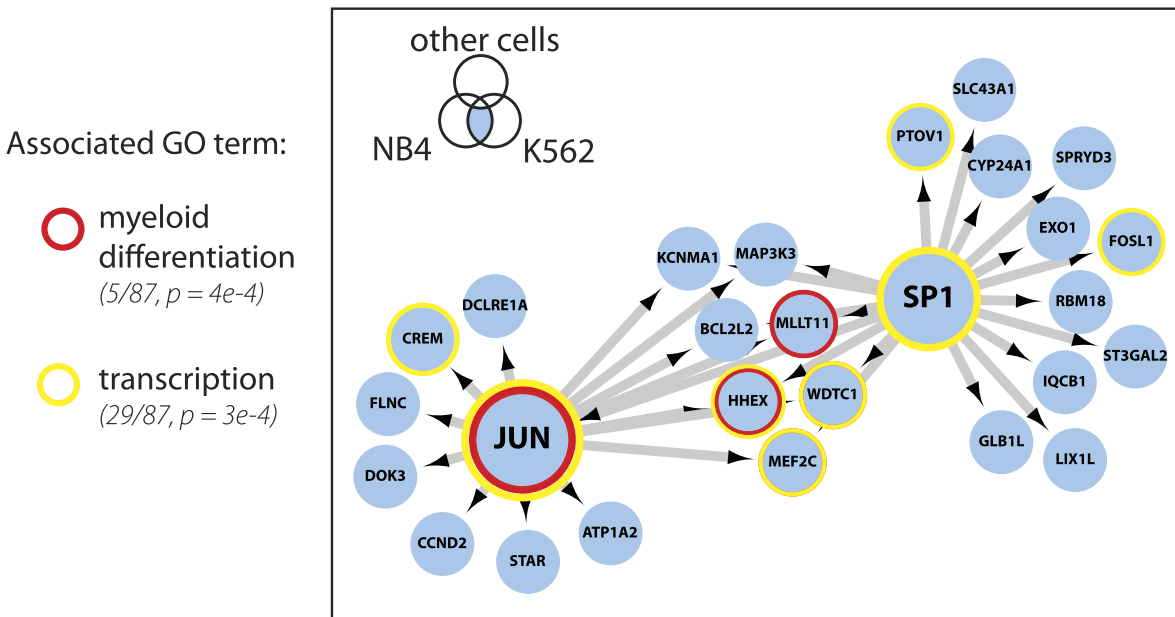 Associated GO term:
myeloid
differentiation
(5/87, p = 4e-4)
transcription
(29/87, p = 3e-4)
other cells
NB4
K562
SLC43A1
PTOV1
CYP24A1
SPRYD3
EXO1
FOSL1
KCNMA1
MAP3K3
SP1
RBM18
DCLRE1A
BCL2L2
MLLT11
CREM
ST3GAL2
IQCB1
FLNC
HHEX
WDTC1
JUN
GLB1L
MEF2C
LIX1L
DOK3
CCND2
STAR
ATP1A2